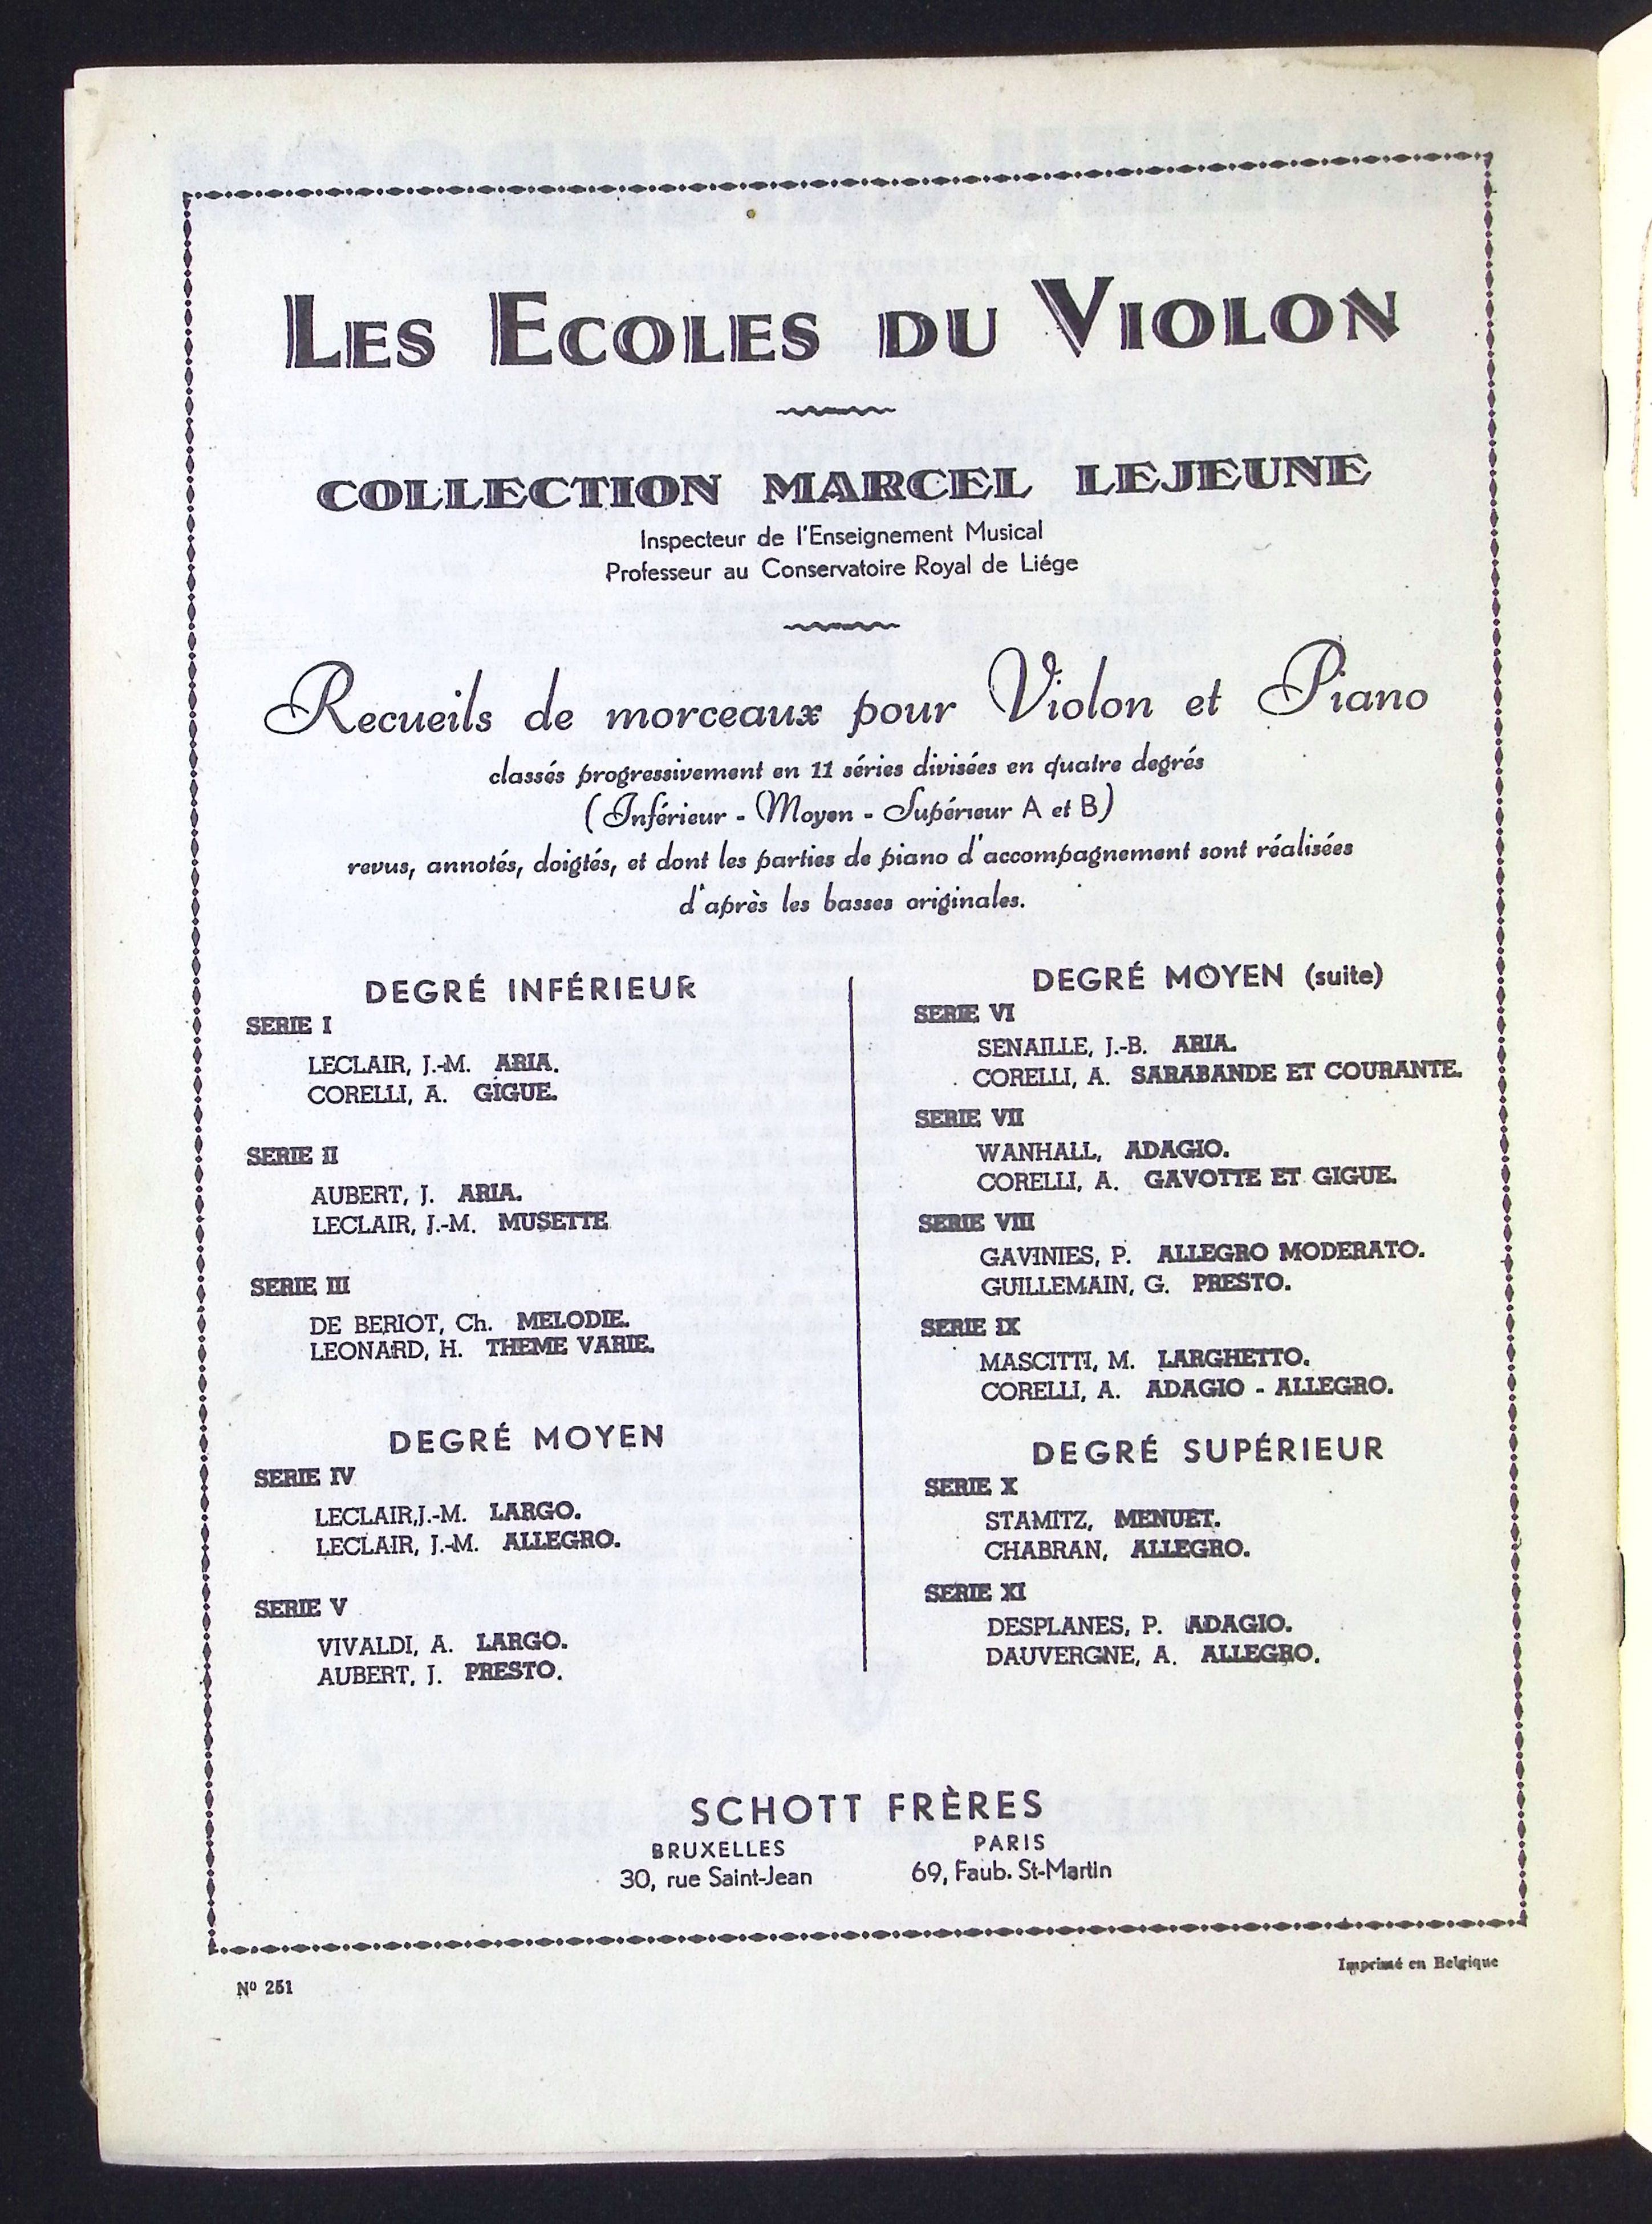 LES ECOLES DU VIOLON
COLLECTION MARCEL LEJEUNE
Inspecteur de l'Enseignement Musical
Professeur au Conservatoire Royal de Liége
Recueils de morceaux pour Violon et Piano
classés progressivement en 11 séries divisées en quatre degrés
(Inférieur - Moyen - Supérieur A et B)
revus, annotés, doigtés, et dont les parties de piano d'accompagnement sont réalisées
d'après les basses originales.
DEGRÉ INFÉRIEUR
SERIE I
LECLAIR, J.-M. ARIA.
CORELLI, A. GIGUE.
SERIE II
AUBERT, J. ARIA.
LECLAIR, J.-M. MUSETTE
SERIE III
DE BERIOT, Ch. MELODIE.
LEONARD, H. THEME VARIE.
DEGRÉ MOYEN
SERIE IV
LECLAIR,J.-M. LARGO.
LECLAIR, J.-M. ALLEGRO.
SERIE V
VIVALDI, A. LARGO.
AUBERT, J. PRESTO.
DEGRÉ MOYEN (suite)
SERIE VI
SENAILLE, J.-B. ARIA.
CORELLI, A. SARABANDE ET COURANTE.
SERIE VII
WANHALL, ADAGIO.
CORELLI, A. GAVOTTE ET GIGUE.
SERIE VIII
GAVINIES, P. ALLEGRO MODERATO.
GUILLEMAIN, G. PRESTO.
SERIE IX
MASCITTI, M. LARGHETTO.
CORELLI, A. ADAGIO - ALLEGRO.
DEGRÉ SUPÉRIEUR
SERIE X
STAMITZ, MENUET.
CHABRAN, ALLEGRO.
SERIE XI
DESPLANES, P. ADAGIO.
DAUVERGNE, A. ALLEGRO.
SCHOTT FRÈRES
BRUXELLES PARIS
30, rue Saint-Jean 69, Faub. St-Martin
Nº 251
Imprimé en Belgique